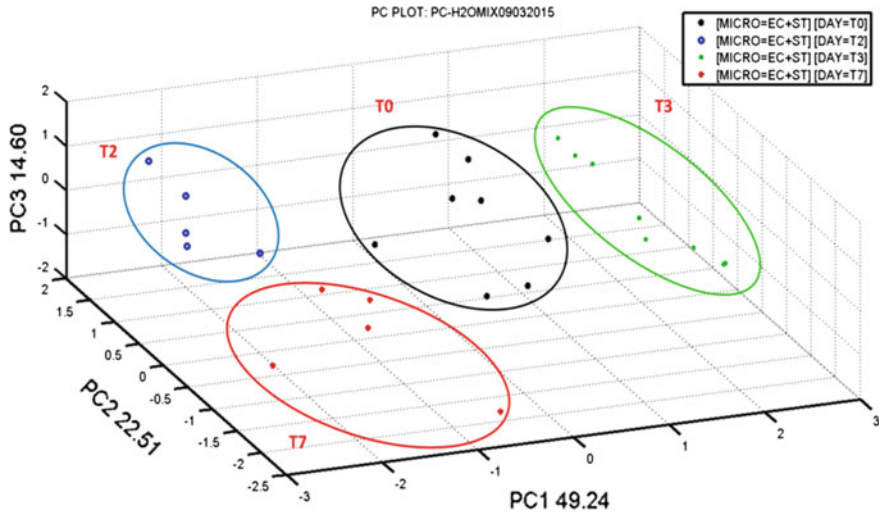 PC PLOT: PC-H2OMIX09032015
[MICRO=EC+ST] [DAY=T0]
[MICRO=EC+ST] [DAY=T2]
[MICRO=EC+ST] [DAY=T3]
[MICRO=EC+ST] [DAY=T7]
T0
T3
T2
T7
PC3 14.60
2
1
0
-1
-2
PC2 22.51
2
1.5
1
0.5
0
-0.5
-1
-1.5
-2
-2.5
PC1 49.24
-3
-2
-1
0
1
2
3